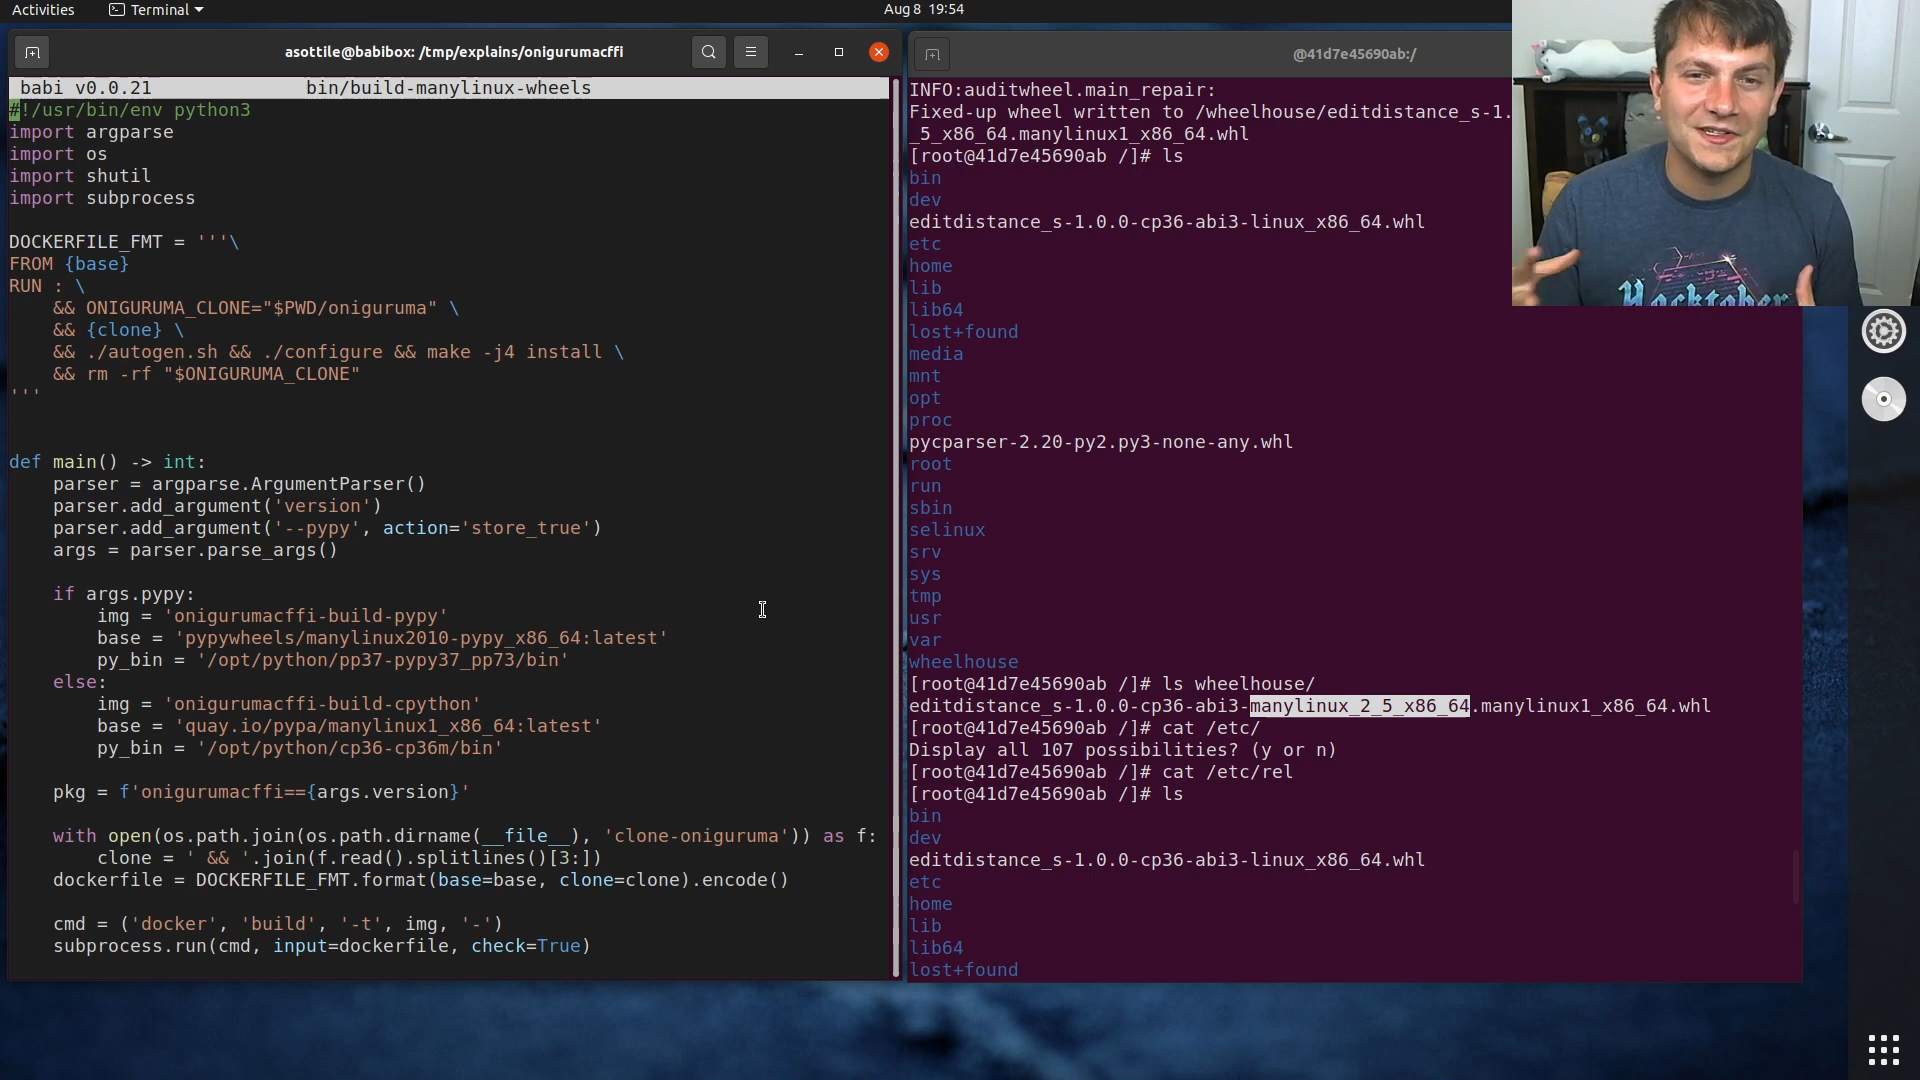 Activities
Terminal
Aug 8 19:54
asottile@babibox: /tmp/explains/onigurumacffi
babi v0.0.21 bin/build-manylinux-wheels
#!/usr/bin/env python3
import argparse
import os
import shutil
import subprocess
DOCKERFILE_FMT = '''\
FROM {base}
RUN : \
&& ONIGURUMA_CLONE="$PWD/oniguruma" \
&& {clone} \
&& ./autogen.sh && ./configure && make -j4 install \
&& rm -rf "$ONIGURUMA_CLONE"
'''
def main() -> int:
parser = argparse.ArgumentParser()
parser.add_argument('version')
parser.add_argument('--pypy', action='store_true')
args = parser.parse_args()
if args.pypy:
img = 'onigurumacffi-build-pypy'
base = 'pypywheels/manylinux2010-pypy_x86_64:latest'
py_bin = '/opt/python/pp37-pypy37_pp73/bin'
else:
img = 'onigurumacffi-build-cpython'
base = 'quay.io/pypa/manylinux1_x86_64:latest'
py_bin = '/opt/python/cp36-cp36m/bin'
pkg = f'onigurumacffi=={args.version}'
with open(os.path.join(os.path.dirname(__file__), 'clone-oniguruma')) as f:
clone = ' && '.join(f.read().splitlines()[3:])
dockerfile = DOCKERFILE_FMT.format(base=base, clone=clone).encode()
cmd = ('docker', 'build', '-t', img, '-')
subprocess.run(cmd, input=dockerfile, check=True)
@41d7e45690ab:/
INFO:auditwheel.main_repair:
Fixed-up wheel written to /wheelhouse/editdistance_s-1.
_5_x86_64.manylinux1_x86_64.whl
[root@41d7e45690ab /]# ls
bin
dev
editdistance_s-1.0.0-cp36-abi3-linux_x86_64.whl
etc
home
lib
lib64
lost+found
media
mnt
opt
proc
pycparser-2.20-py2.py3-none-any.whl
root
run
sbin
selinux
srv
sys
tmp
usr
var
wheelhouse
[root@41d7e45690ab /]# ls wheelhouse/
editdistance_s-1.0.0-cp36-abi3-manylinux_2_5_x86_64.manylinux1_x86_64.whl
[root@41d7e45690ab /]# cat /etc/
Display all 107 possibilities? (y or n)
[root@41d7e45690ab /]# cat /etc/rel
[root@41d7e45690ab /]# ls
bin
dev
editdistance_s-1.0.0-cp36-abi3-linux_x86_64.whl
etc
home
lib
lib64
lost+found
Hacktober